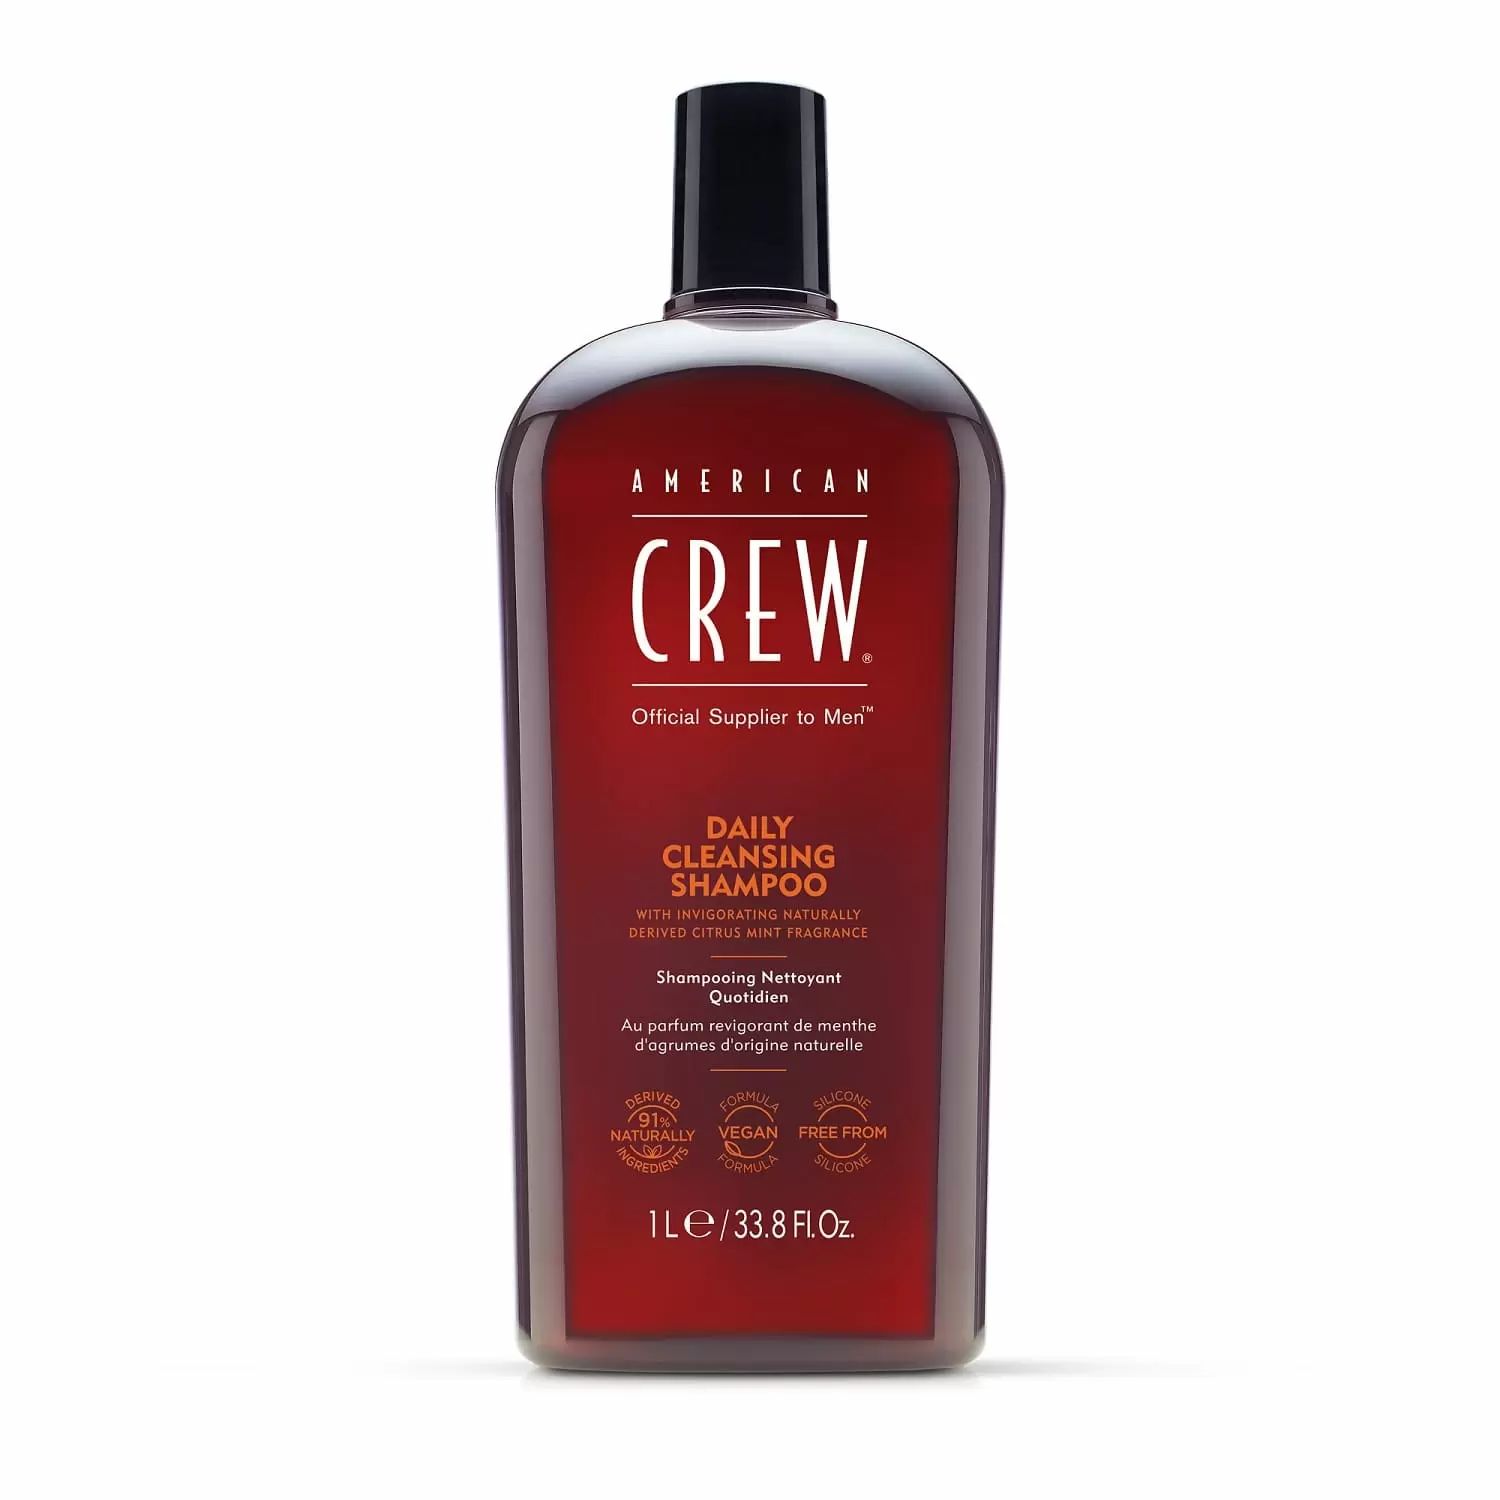 AMERICAN
CREW®
Official Supplier to Men™
DAILY
CLEANSING
SHAMPOO
WITH INVIGORATING NATURALLY
DERIVED CITRUS MINT FRAGRANCE
Shampooing Nettoyant
Quotidien
Au parfum revigorant de menthe
d'agrumes d'origine naturelle
DERIVED
91%
NATURALLY
INGREDIENTS
FORMULA
VEGAN
FORMULA
SILICONE
FREE FROM
SILICONE
1 L℮/33.8 Fl.Oz.